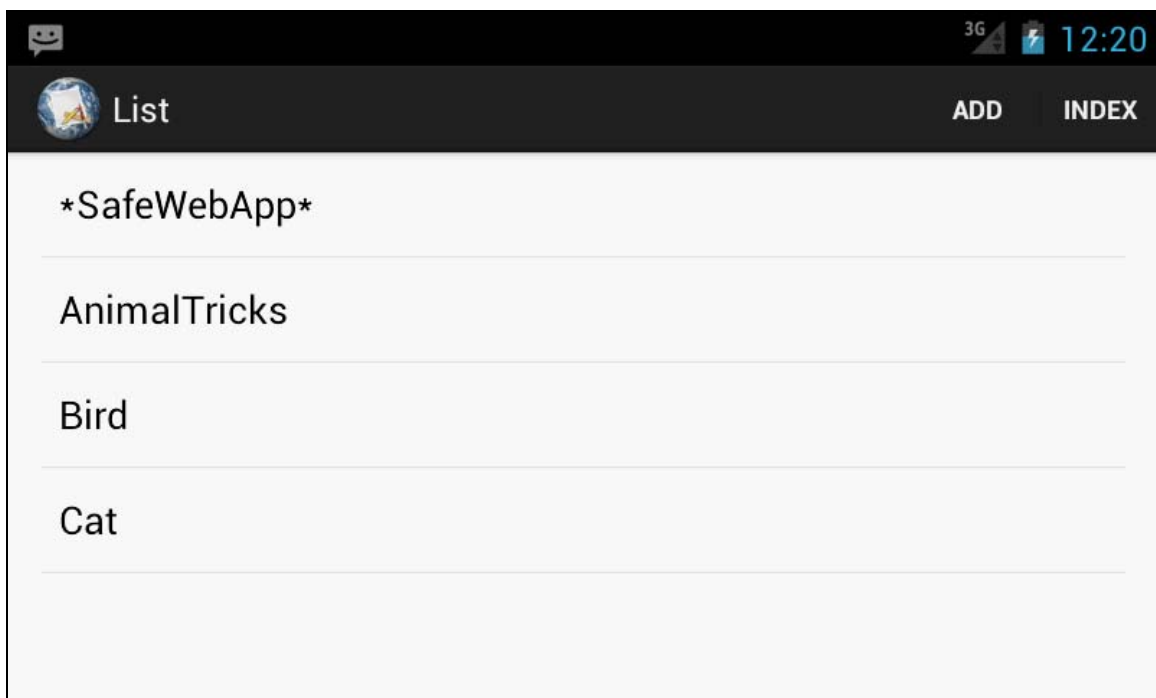 3G 12:20
List ADD INDEX
*SafeWebApp*
AnimalTricks
Bird
Cat